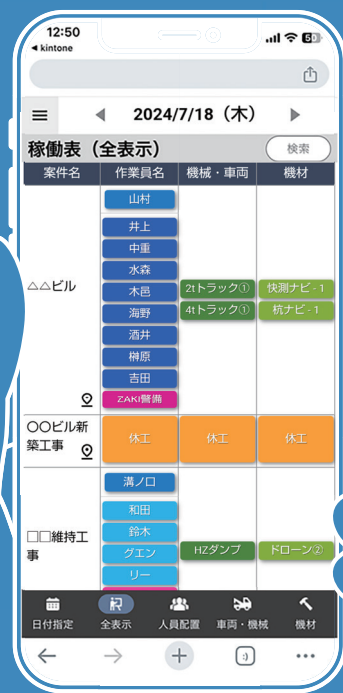 12:50
50
◀ kintone
2024/7/18（木）
稼働表（全表示）
検索
案件名 作業員名 機械・車両 機材
△△ビル
山村
井上
中重
水森
木邑
海野
酒井
榊原
吉田
ZAKI警備
2tトラック①
4tトラック①
快測ナビ - 1
杭ナビ - 1
〇〇ビル新
築工事
休工 休工 休工
□□維持工
事
溝ノ口
和田
鈴木
グエン
リー
HZダンプ
ドローン②
日付指定 全表示 人員配置 車両・機械 機材
:)